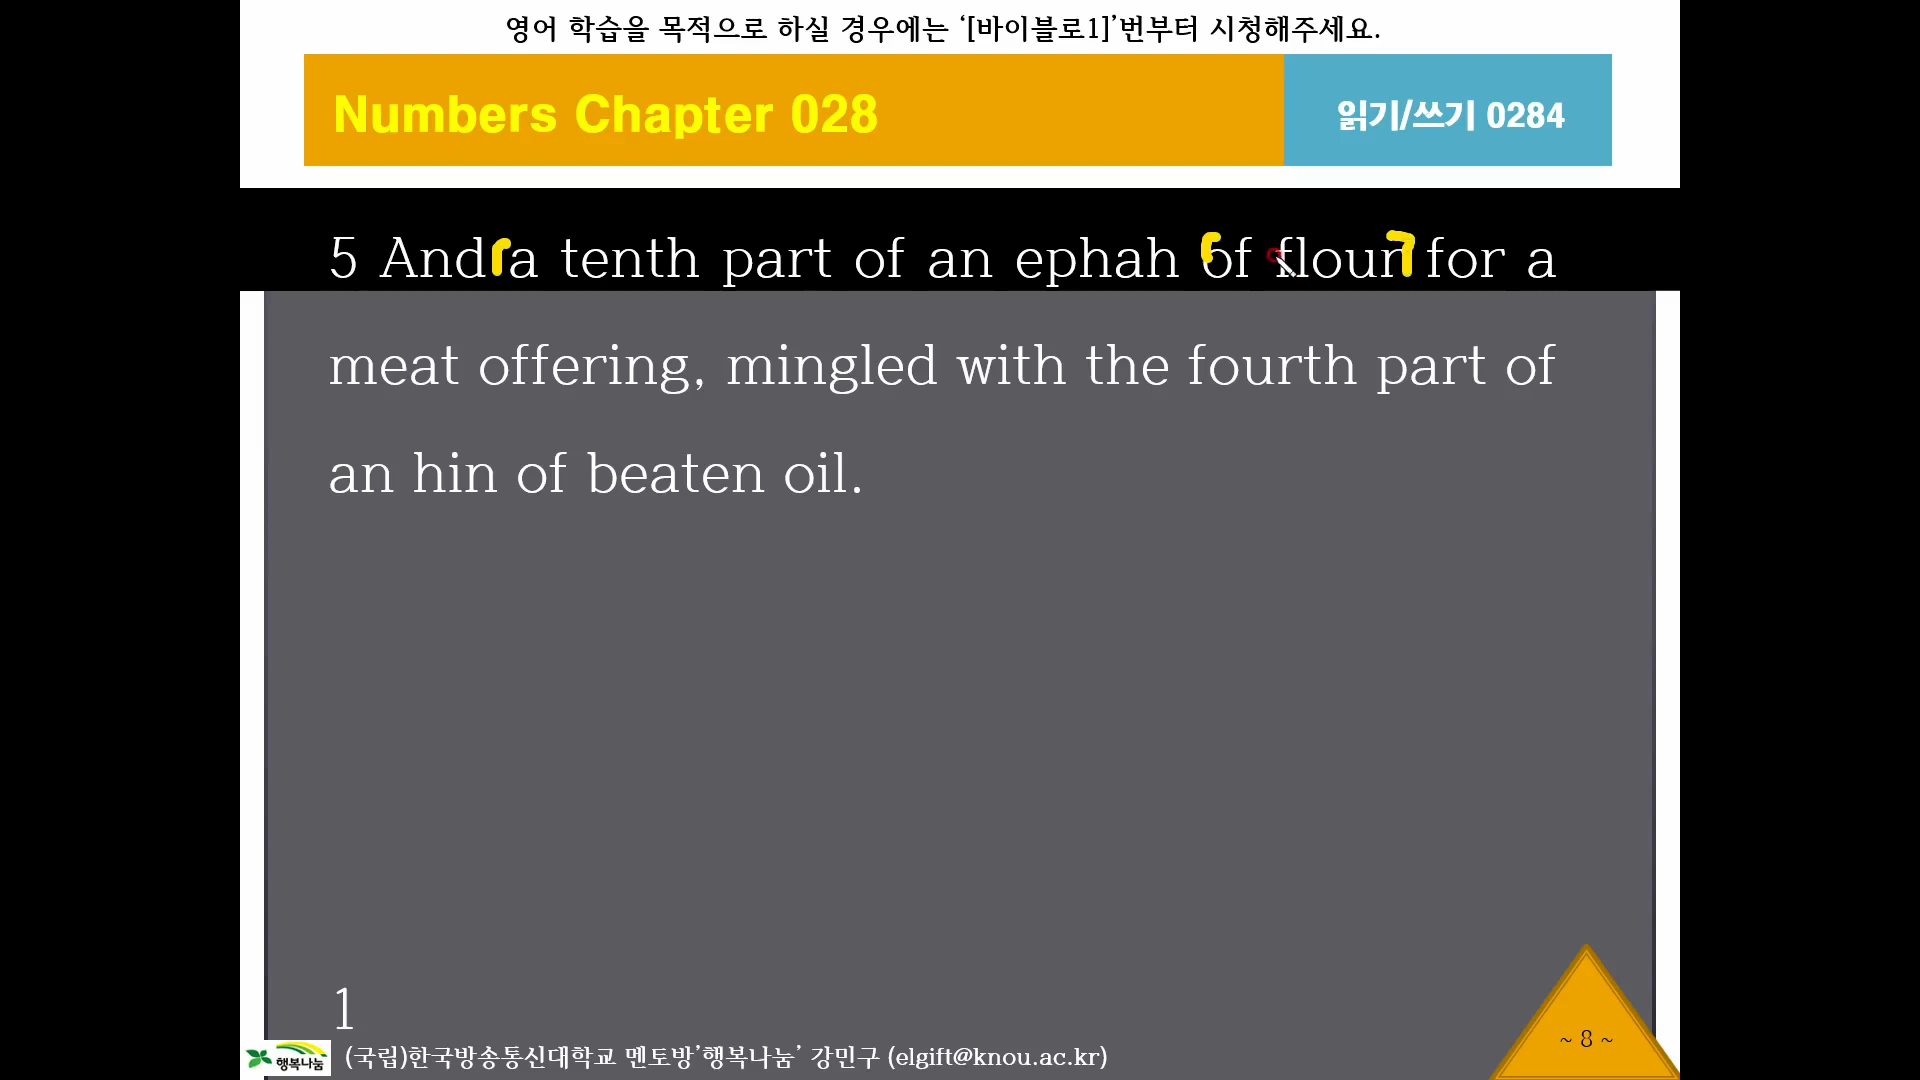 영어 학습을 목적으로 하실 경우에는 ‘[바이블로1]’번부터 시청해주세요.
Numbers Chapter 028
읽기/쓰기 0284
5 And a tenth part of an ephah of flour for a
meat offering, mingled with the fourth part of
an hin of beaten oil.
1
~ 8 ~
행복나눔
(국립)한국방송통신대학교 멘토방’행복나눔’ 강민구 (elgift@knou.ac.kr)